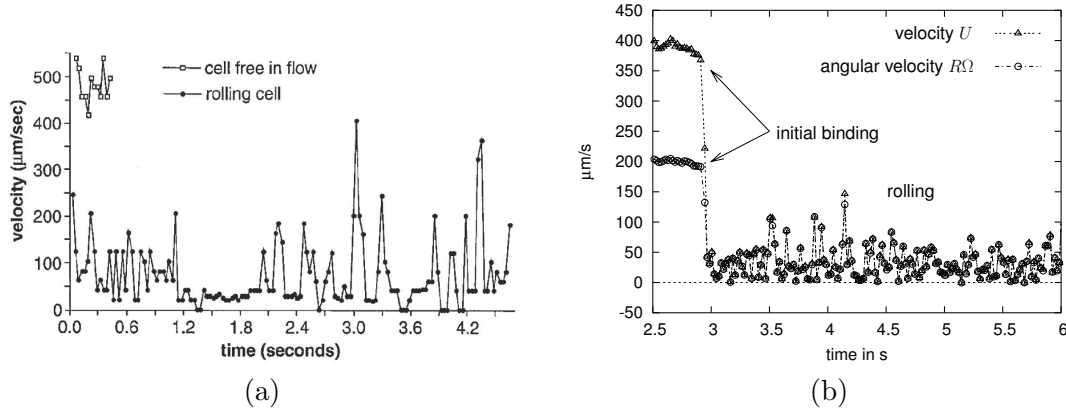 (a)
500
400
300
200
100
0
velocity (μm/sec)
cell free in flow
rolling cell
0.0 0.6 1.2 1.8 2.4 3.0 3.6 4.2
time (seconds)
(b)
450
400
350
300
250
200
150
100
50
0
-50
μm/s
velocity U
angular velocity RΩ
initial binding
rolling
2.5 3 3.5 4 4.5 5 5.5 6
time in s